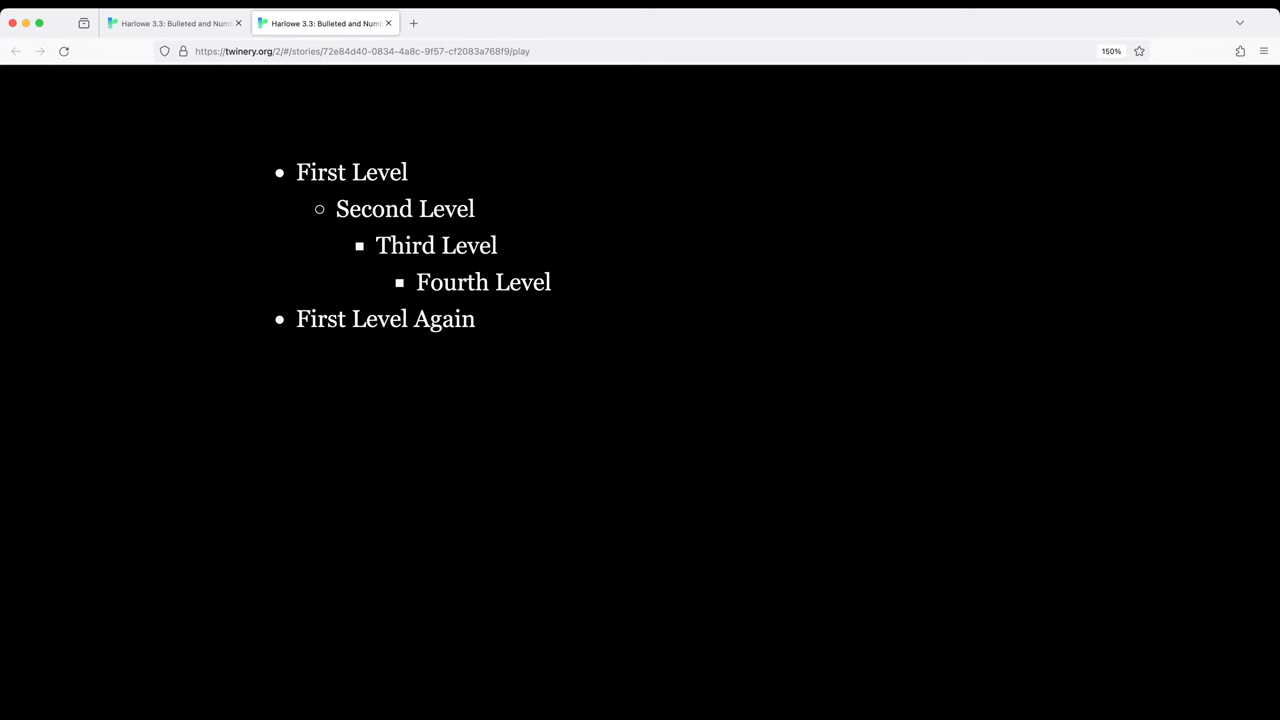 Harlowe 3.3: Bulleted and Num
Harlowe 3.3: Bulleted and Num
https://twinery.org/2/#/stories/72e84d40-0834-4a8c-9f57-cf2083a768f9/play
150%
First Level
Second Level
Third Level
Fourth Level
First Level Again